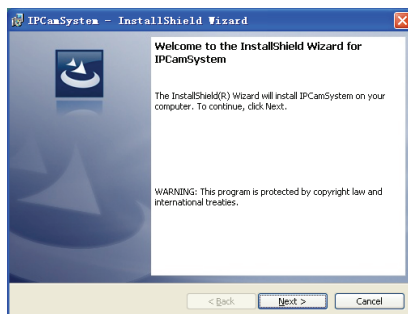 IPCamSystem - InstallShield Wizard
Welcome to the InstallShield Wizard for
IPCamSystem
The InstallShield(R) Wizard will install IPCamSystem on your
computer. To continue, click Next.
WARNING: This program is protected by copyright law and
international treaties.
< Back
Next >
Cancel